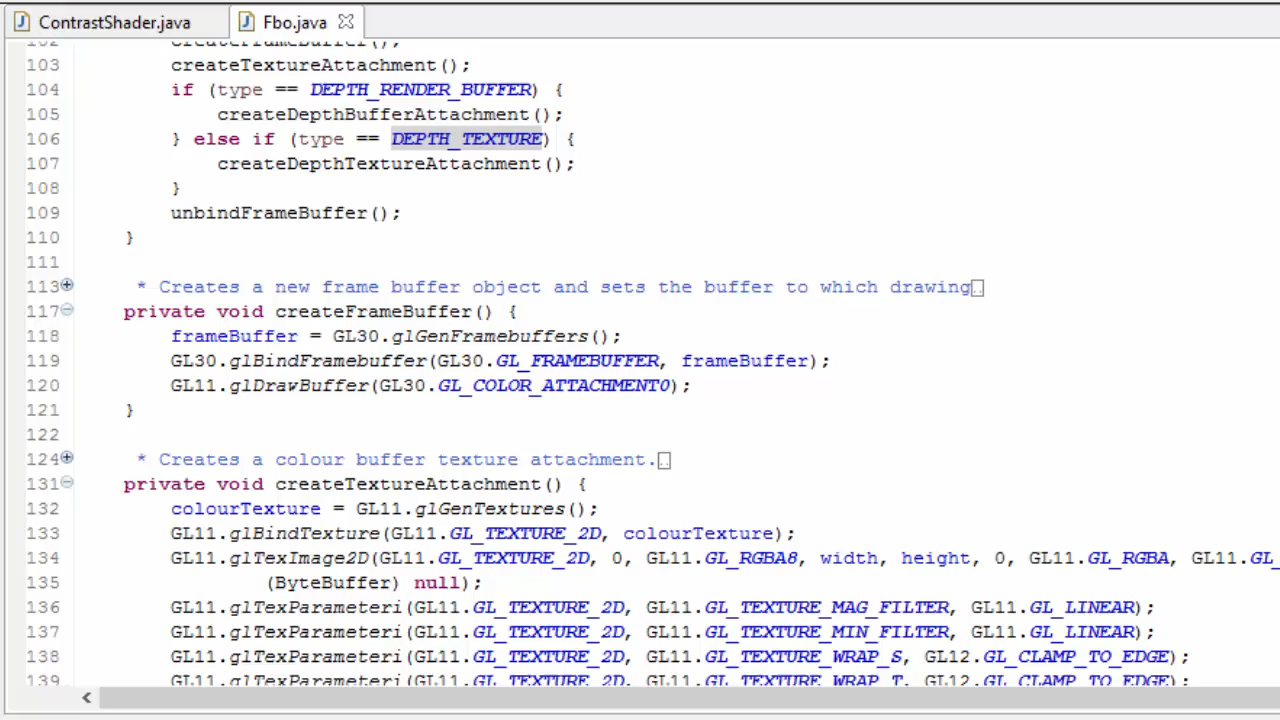 ContrastShader.java Fbo.java
102 createFrameBuffer();
103 createTextureAttachment();
104 if (type == DEPTH_RENDER_BUFFER) {
105 createDepthBufferAttachment();
106 } else if (type == DEPTH_TEXTURE) {
107 createDepthTextureAttachment();
108 }
109 unbindFrameBuffer();
110 }
111
113 * Creates a new frame buffer object and sets the buffer to which drawing
117 private void createFrameBuffer() {
118 frameBuffer = GL30.glGenFramebuffers();
119 GL30.glBindFramebuffer(GL30.GL_FRAMEBUFFER, frameBuffer);
120 GL11.glDrawBuffer(GL30.GL_COLOR_ATTACHMENT0);
121 }
122
124 * Creates a colour buffer texture attachment.
131 private void createTextureAttachment() {
132 colourTexture = GL11.glGenTextures();
133 GL11.glBindTexture(GL11.GL_TEXTURE_2D, colourTexture);
134 GL11.glTexImage2D(GL11.GL_TEXTURE_2D, 0, GL11.GL_RGBA8, width, height, 0, GL11.GL_RGBA, GL11.GL_
135 (ByteBuffer) null);
136 GL11.glTexParameteri(GL11.GL_TEXTURE_2D, GL11.GL_TEXTURE_MAG_FILTER, GL11.GL_LINEAR);
137 GL11.glTexParameteri(GL11.GL_TEXTURE_2D, GL11.GL_TEXTURE_MIN_FILTER, GL11.GL_LINEAR);
138 GL11.glTexParameteri(GL11.GL_TEXTURE_2D, GL11.GL_TEXTURE_WRAP_S, GL12.GL_CLAMP_TO_EDGE);
139 GL11.glTexParameteri(GL11.GL_TEXTURE_2D, GL11.GL_TEXTURE_WRAP_T, GL12.GL_CLAMP_TO_EDGE);